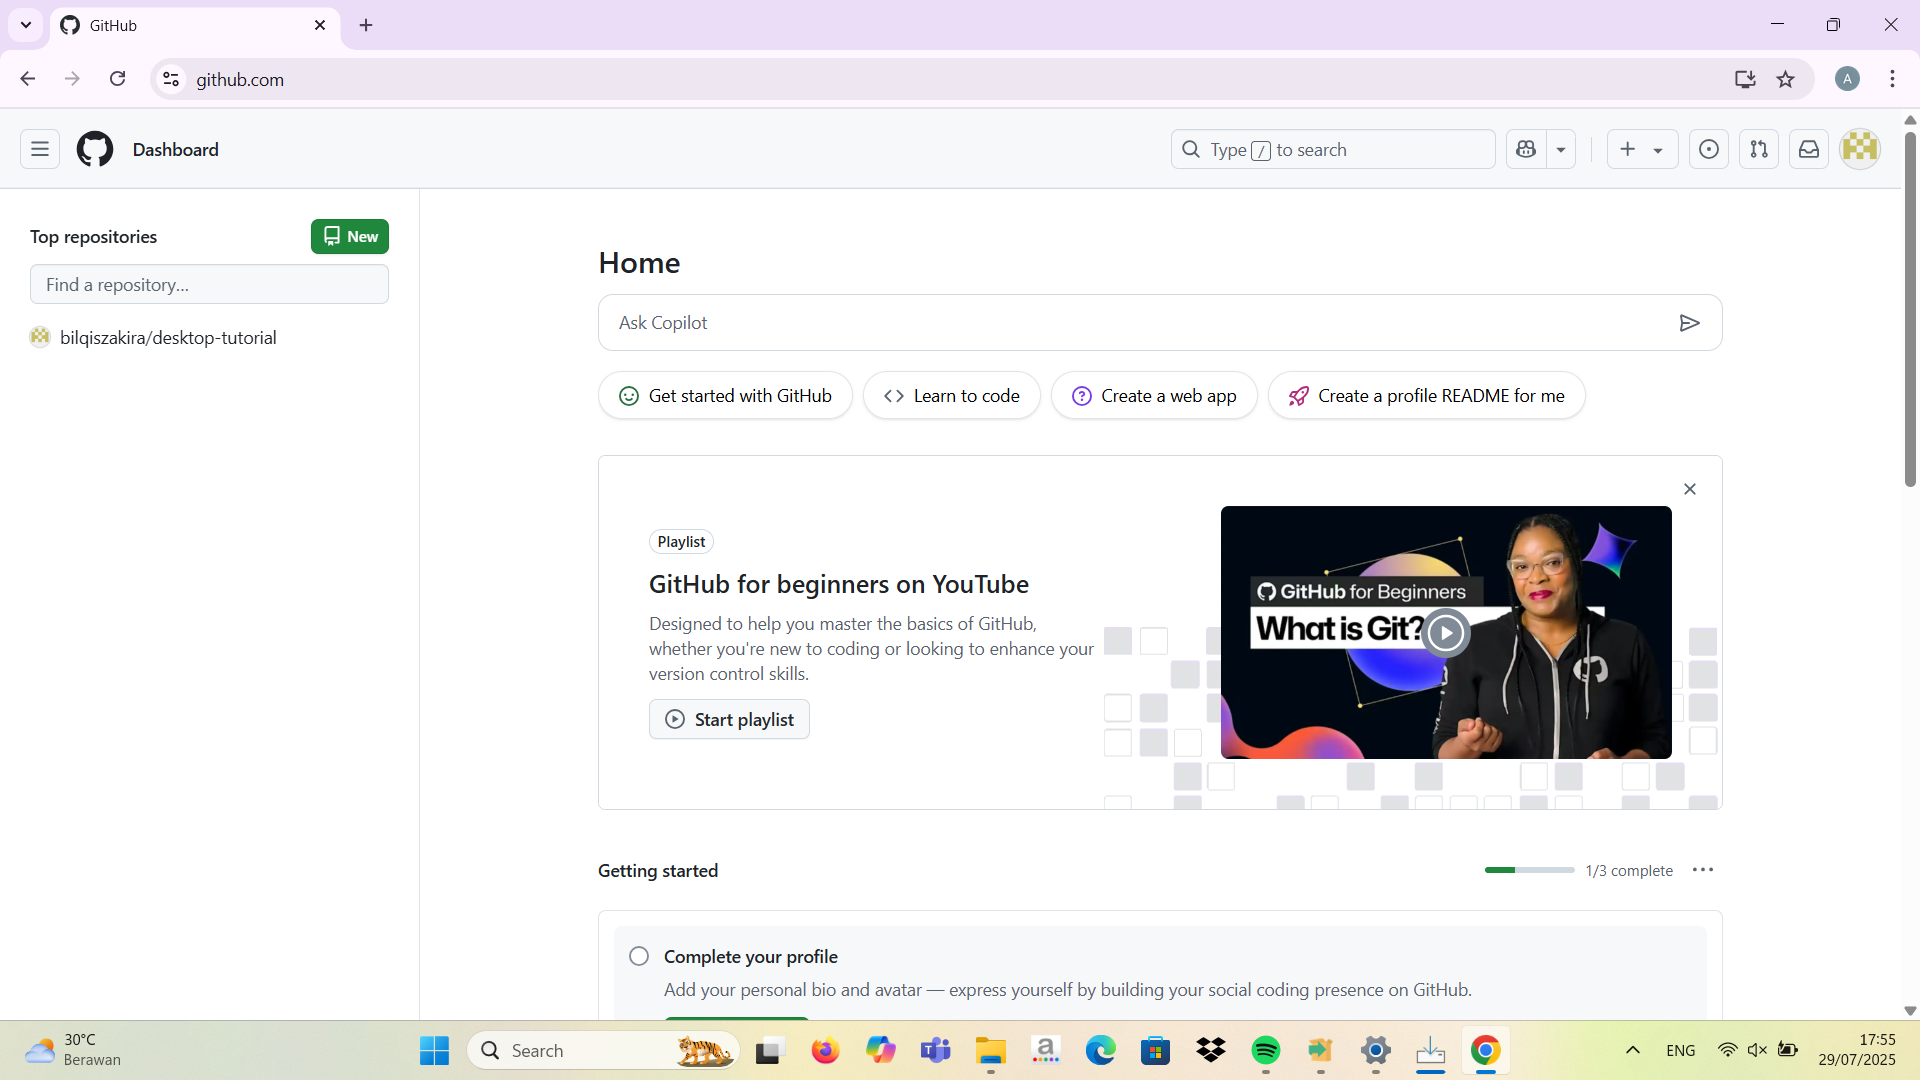 GitHub
github.com
A
Dashboard
Type / to search
Top repositories
New
Find a repository...
bilqiszakira/desktop-tutorial
Home
Ask Copilot
Get started with GitHub
Learn to code
Create a web app
Create a profile README for me
Playlist
GitHub for beginners on YouTube
Designed to help you master the basics of GitHub,
whether you're new to coding or looking to enhance your
version control skills.
Start playlist
GitHub for Beginners
What is Git?
Getting started
1/3 complete
Complete your profile
Add your personal bio and avatar — express yourself by building your social coding presence on GitHub.
30°C
Berawan
Search
a
ENG
17:55
29/07/2025